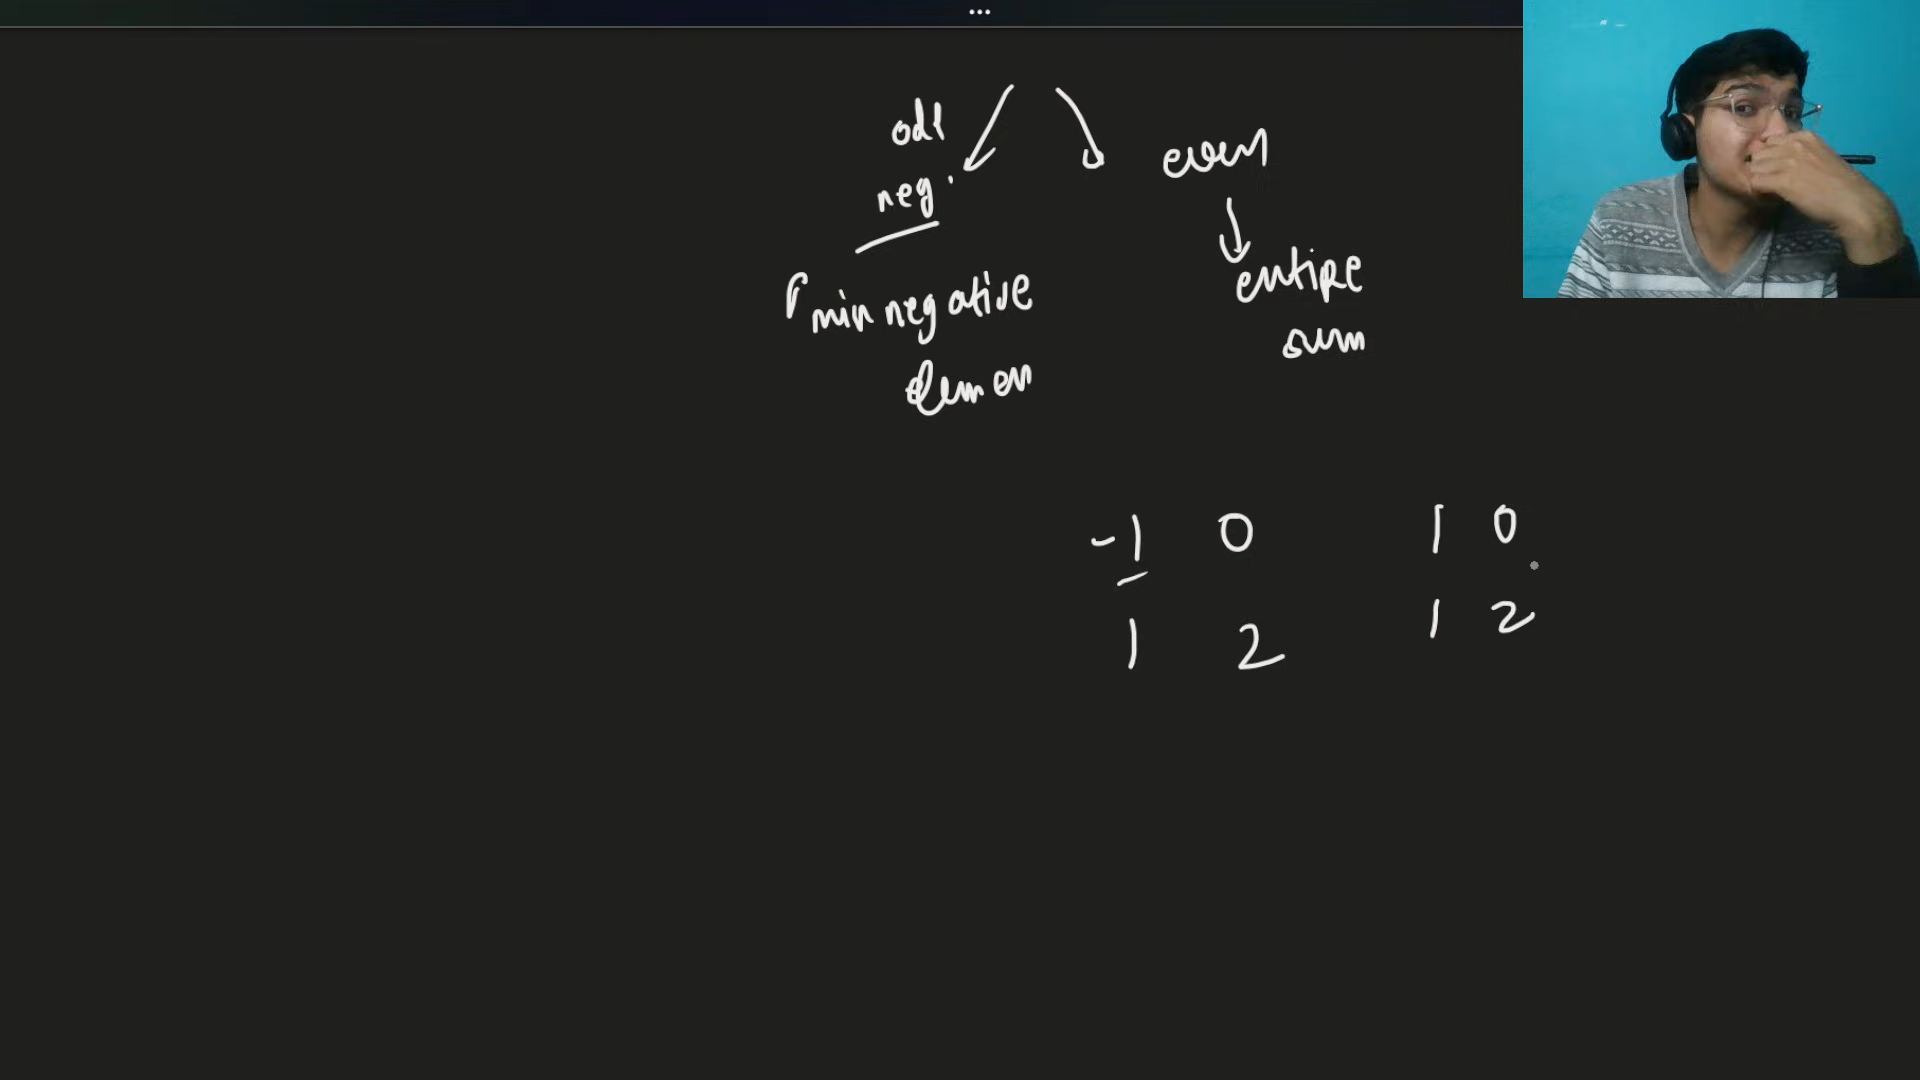 ...
odd
neg.
min negative
elemen
even
entire
sum
-1 0
1 2
1 0
1 2